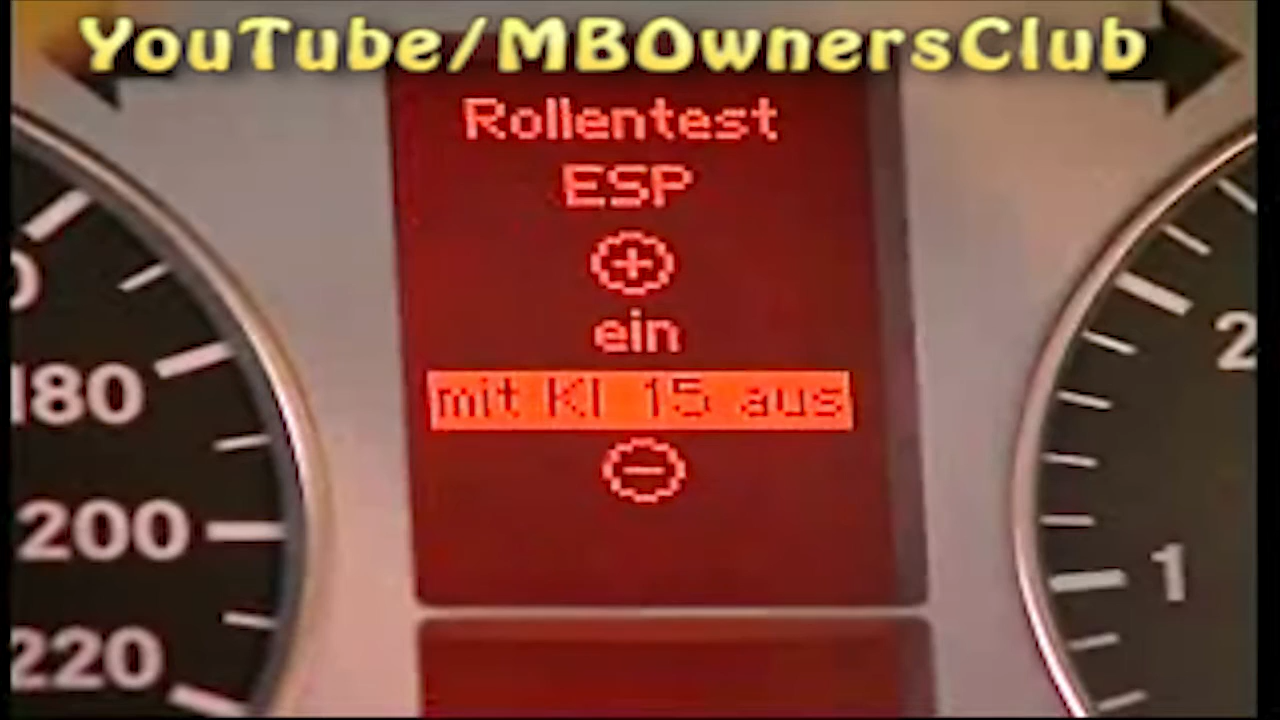 YouTube/MBOwnersClub
Rollentest
ESP
+
ein
mit Kl 15 aus
-
180
200
220
2
1